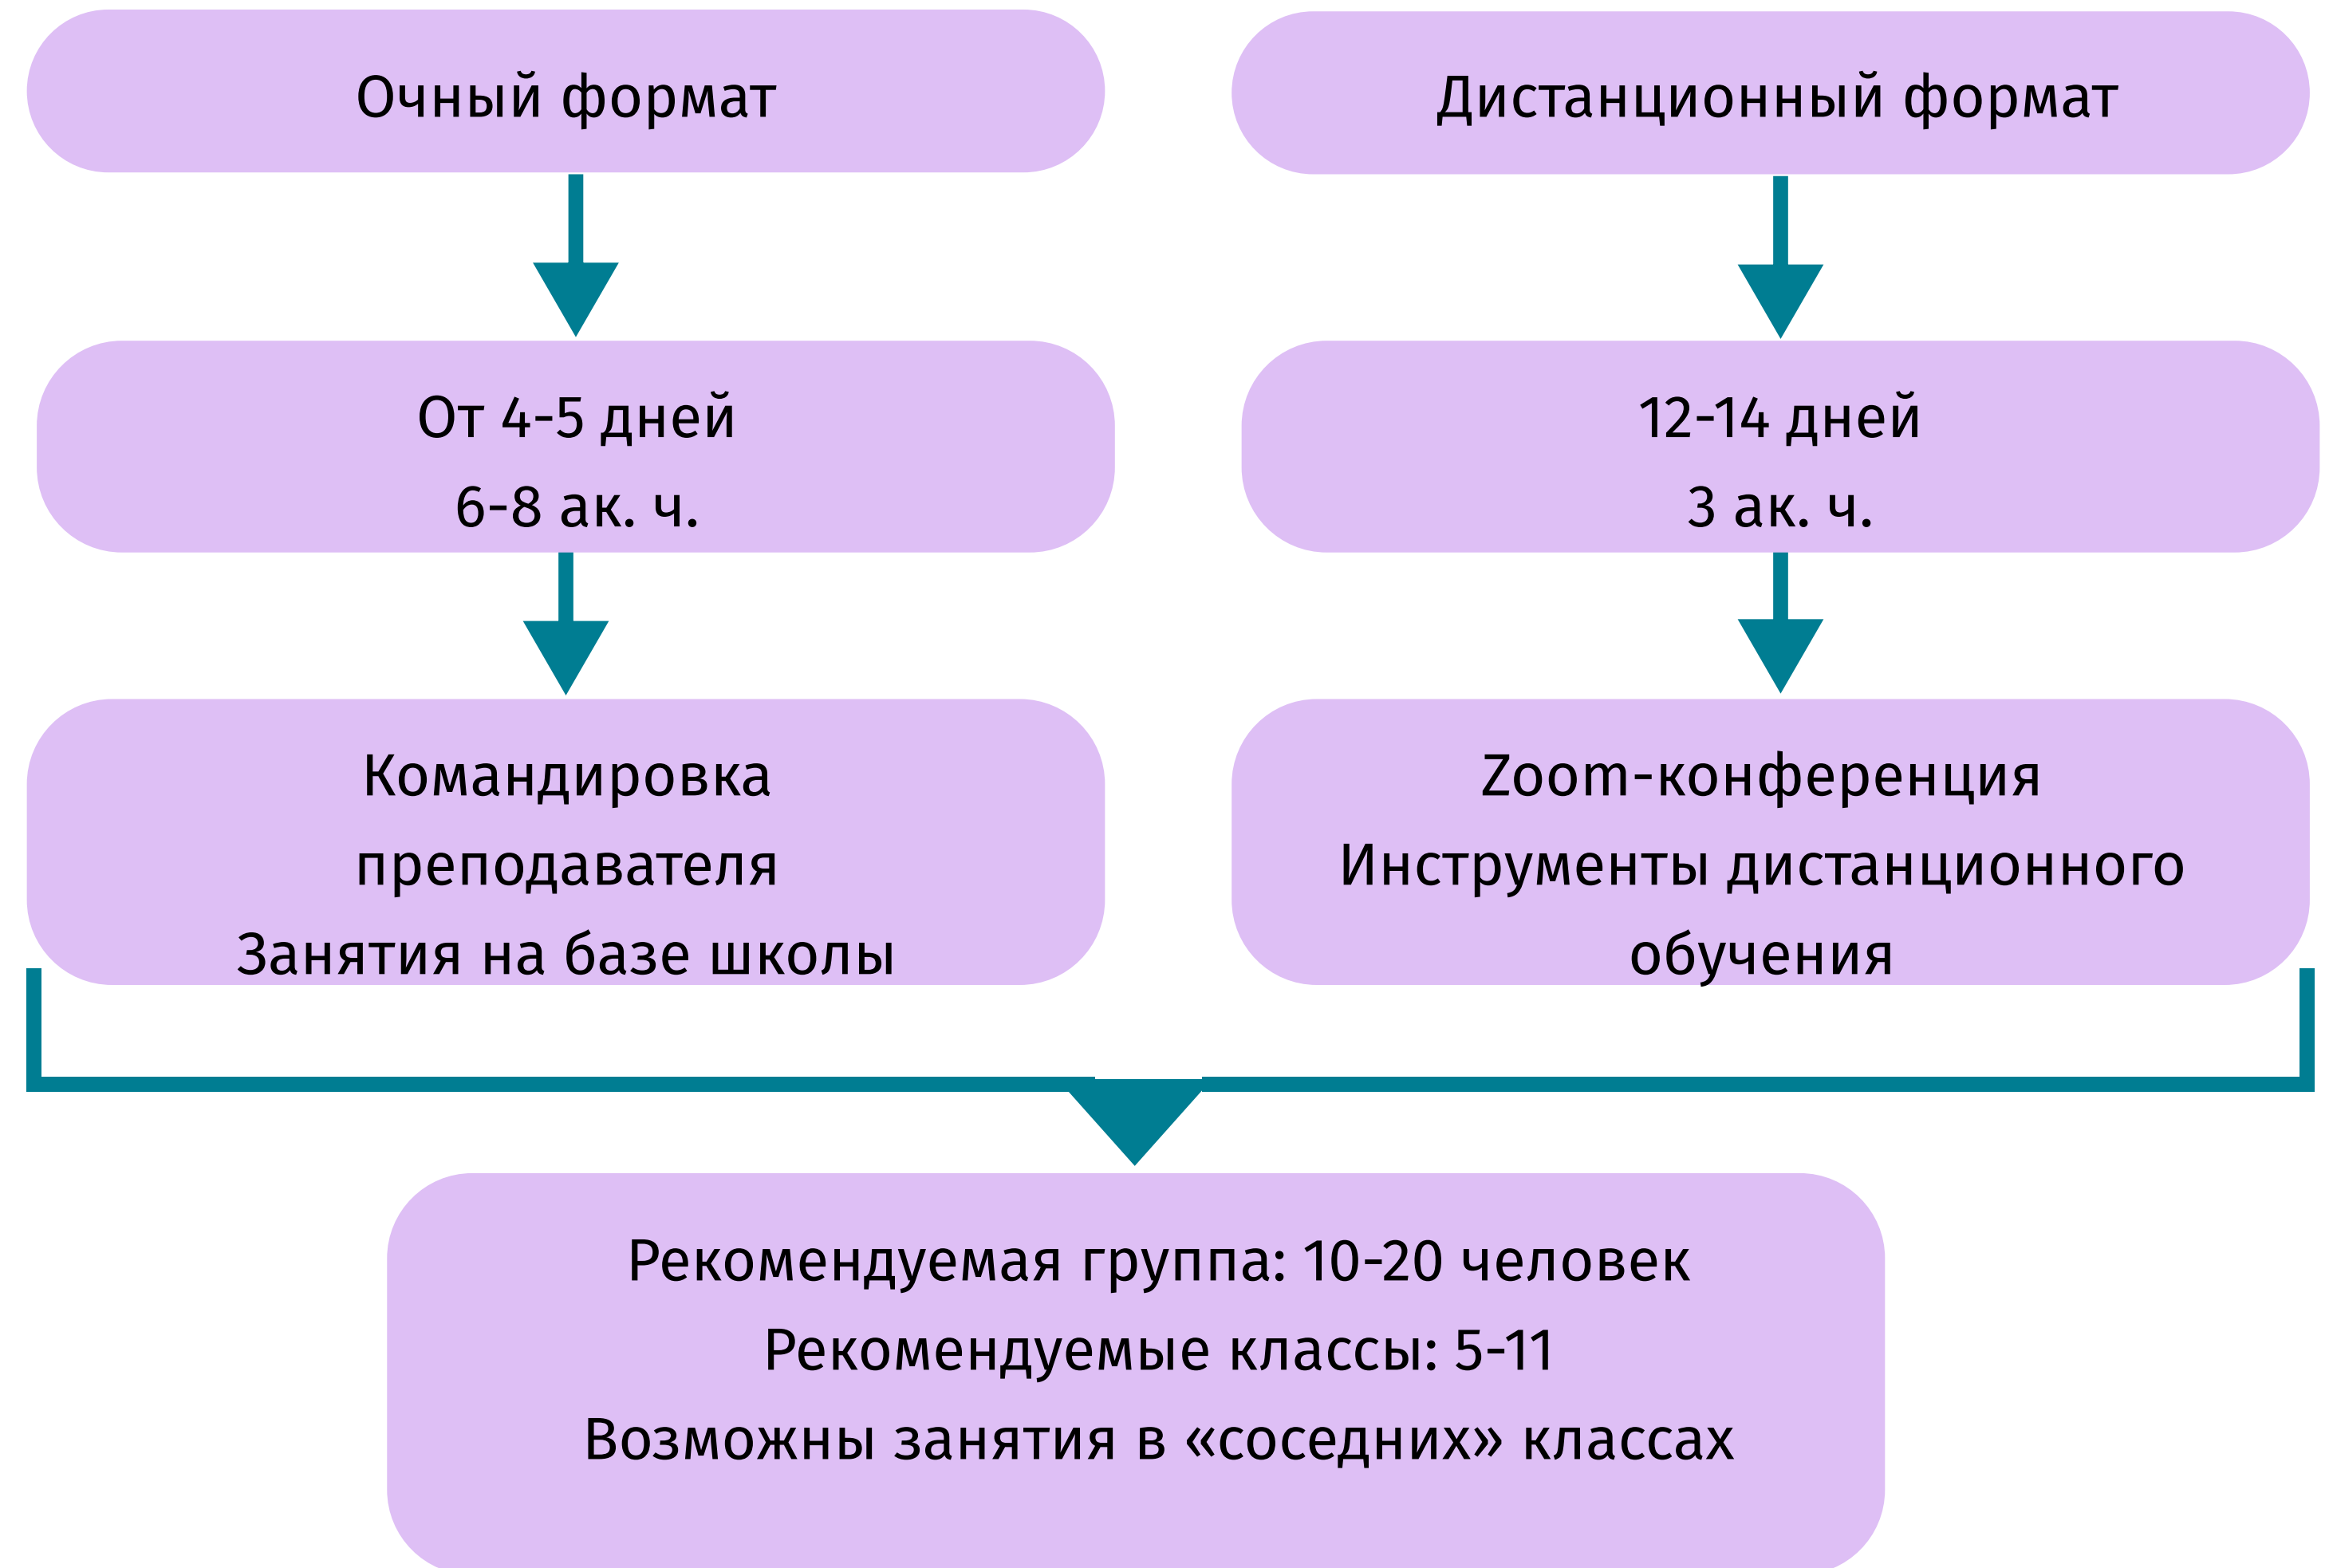 Очный формат
От 4-5 дней
6-8 ак. ч.
Командировка
преподавателя
Занятия на базе школы
Дистанционный формат
12-14 дней
3 ак. ч.
Zoom-конференция
Инструменты дистанционного
обучения
Рекомендуемая группа: 10-20 человек
Рекомендуемые классы: 5-11
Возможны занятия в «соседних» классах